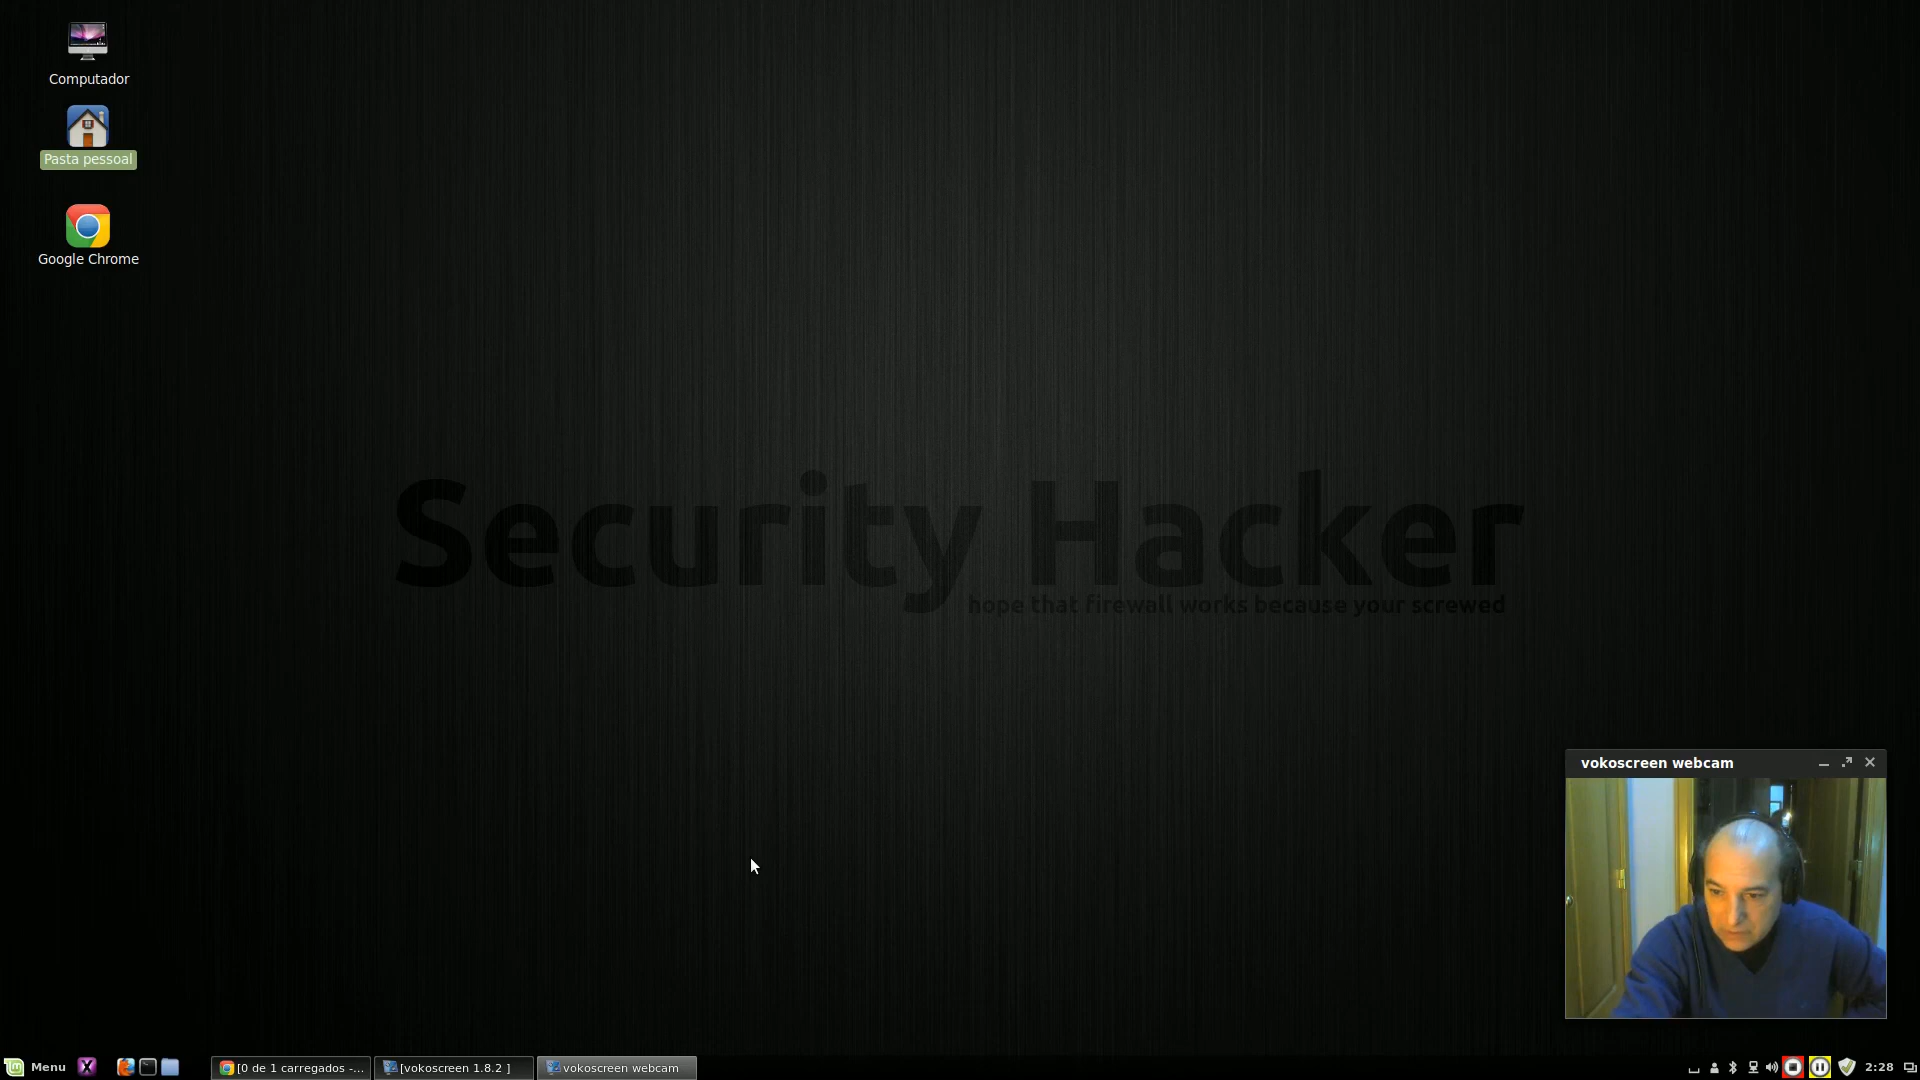 Computador
Pasta pessoal
Google Chrome
Security Hacker
hope that firewall works because your screwed
vokoscreen webcam
Menu
[0 de 1 carregados -...
[vokoscreen 1.8.2 ]
vokoscreen webcam
2:28